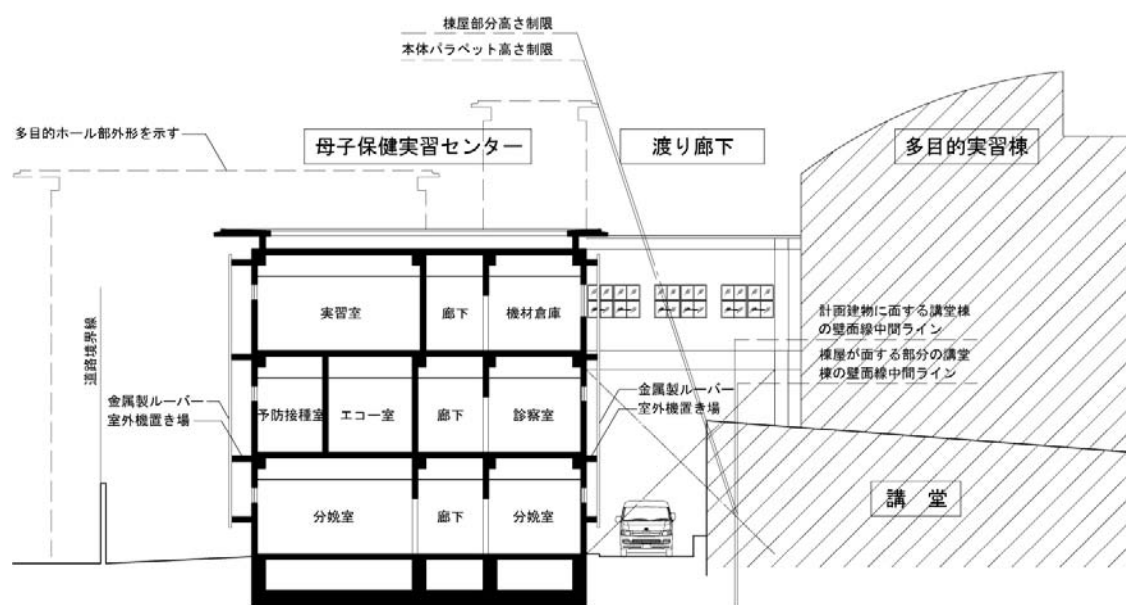 棟屋部分高さ制限
本体パラペット高さ制限
多目的ホール部外形を示す
母子保健実習センター
渡り廊下
多目的実習棟
道路境界線
実習室
廊下
機材倉庫
計画建物に面する講堂棟
の壁面線中間ライン
棟屋が面する部分の講堂
棟の壁面線中間ライン
金属製ルーバー
室外機置き場
予防接種室
エコー室
廊下
診察室
金属製ルーバー
室外機置き場
分娩室
廊下
分娩室
講 堂